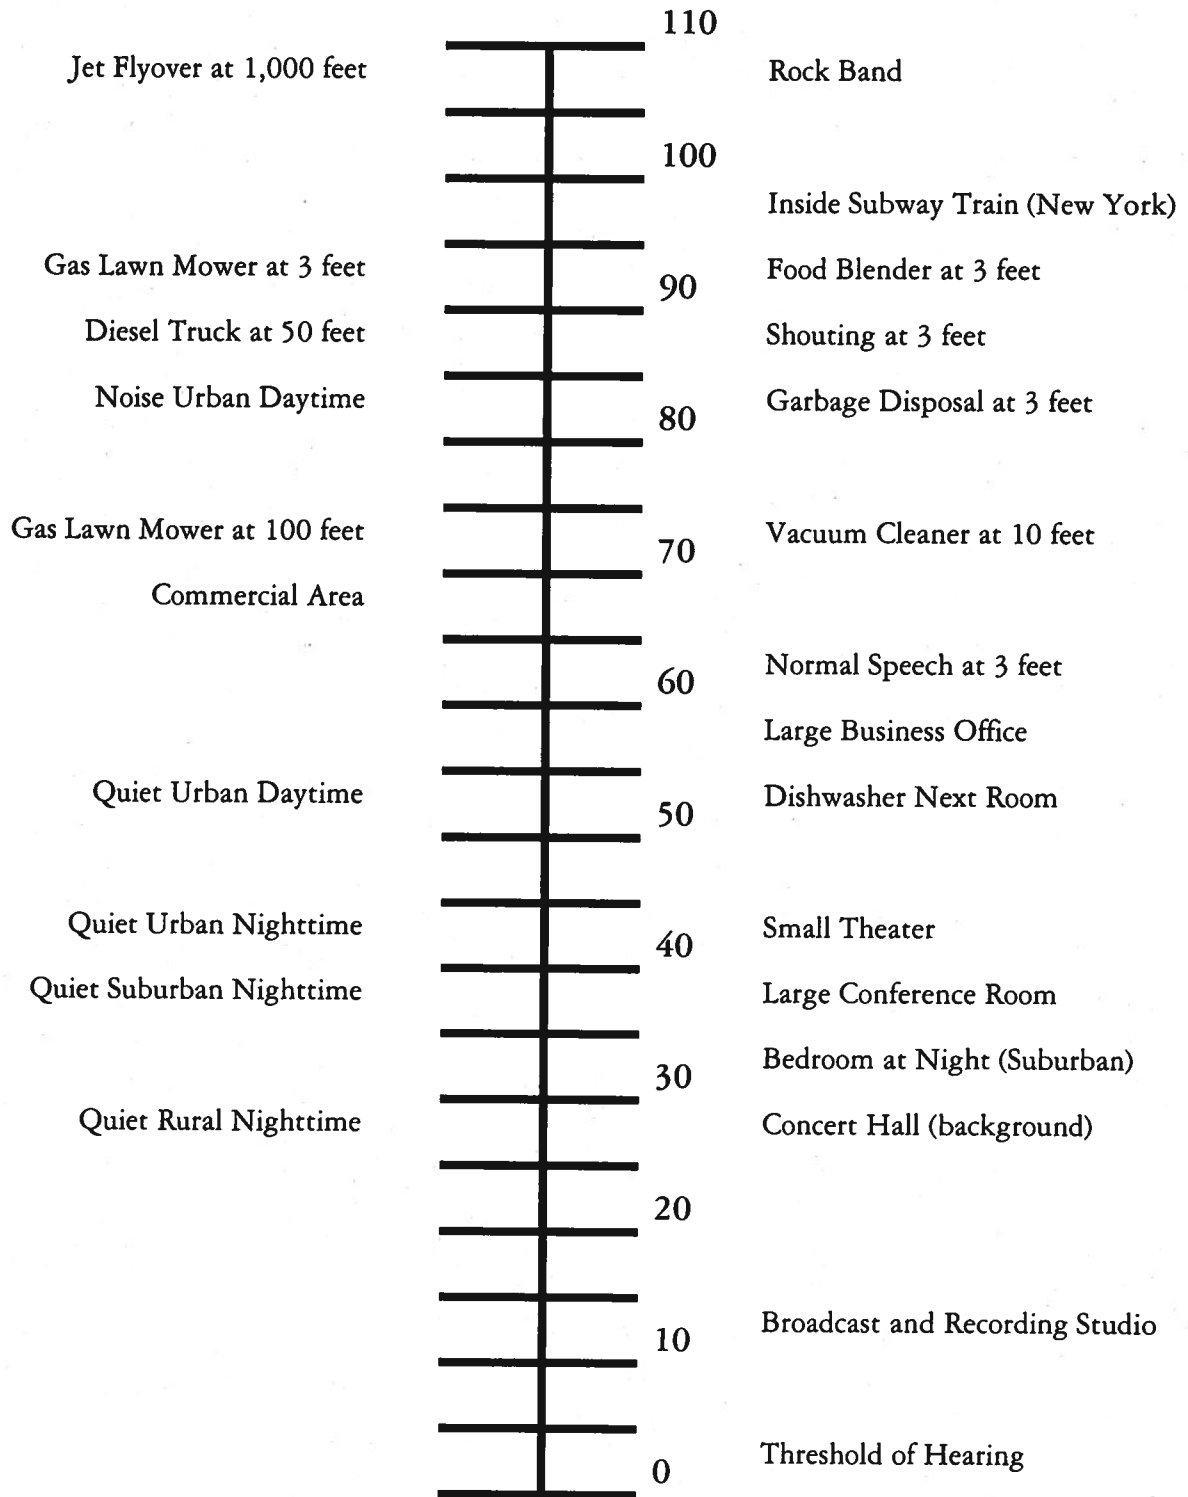 110
Jet Flyover at 1,000 feet
Rock Band
100
Inside Subway Train (New York)
Gas Lawn Mower at 3 feet
Food Blender at 3 feet
90
Diesel Truck at 50 feet
Shouting at 3 feet
Noise Urban Daytime
Garbage Disposal at 3 feet
80
Gas Lawn Mower at 100 feet
Vacuum Cleaner at 10 feet
70
Commercial Area
Normal Speech at 3 feet
60
Large Business Office
Quiet Urban Daytime
Dishwasher Next Room
50
Quiet Urban Nighttime
Small Theater
40
Quiet Suburban Nighttime
Large Conference Room
Bedroom at Night (Suburban)
30
Quiet Rural Nighttime
Concert Hall (background)
20
Broadcast and Recording Studio
10
Threshold of Hearing
0